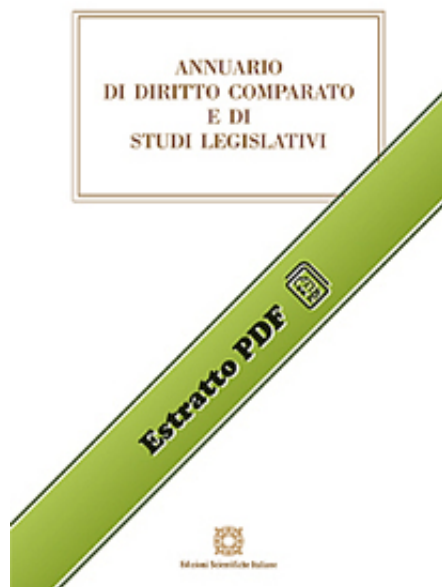 ANNUARIO
DI DIRITTO COMPARATO
E DI
STUDI LEGISLATIVI
Estratto PDF
Edizioni Scientifiche Italiane